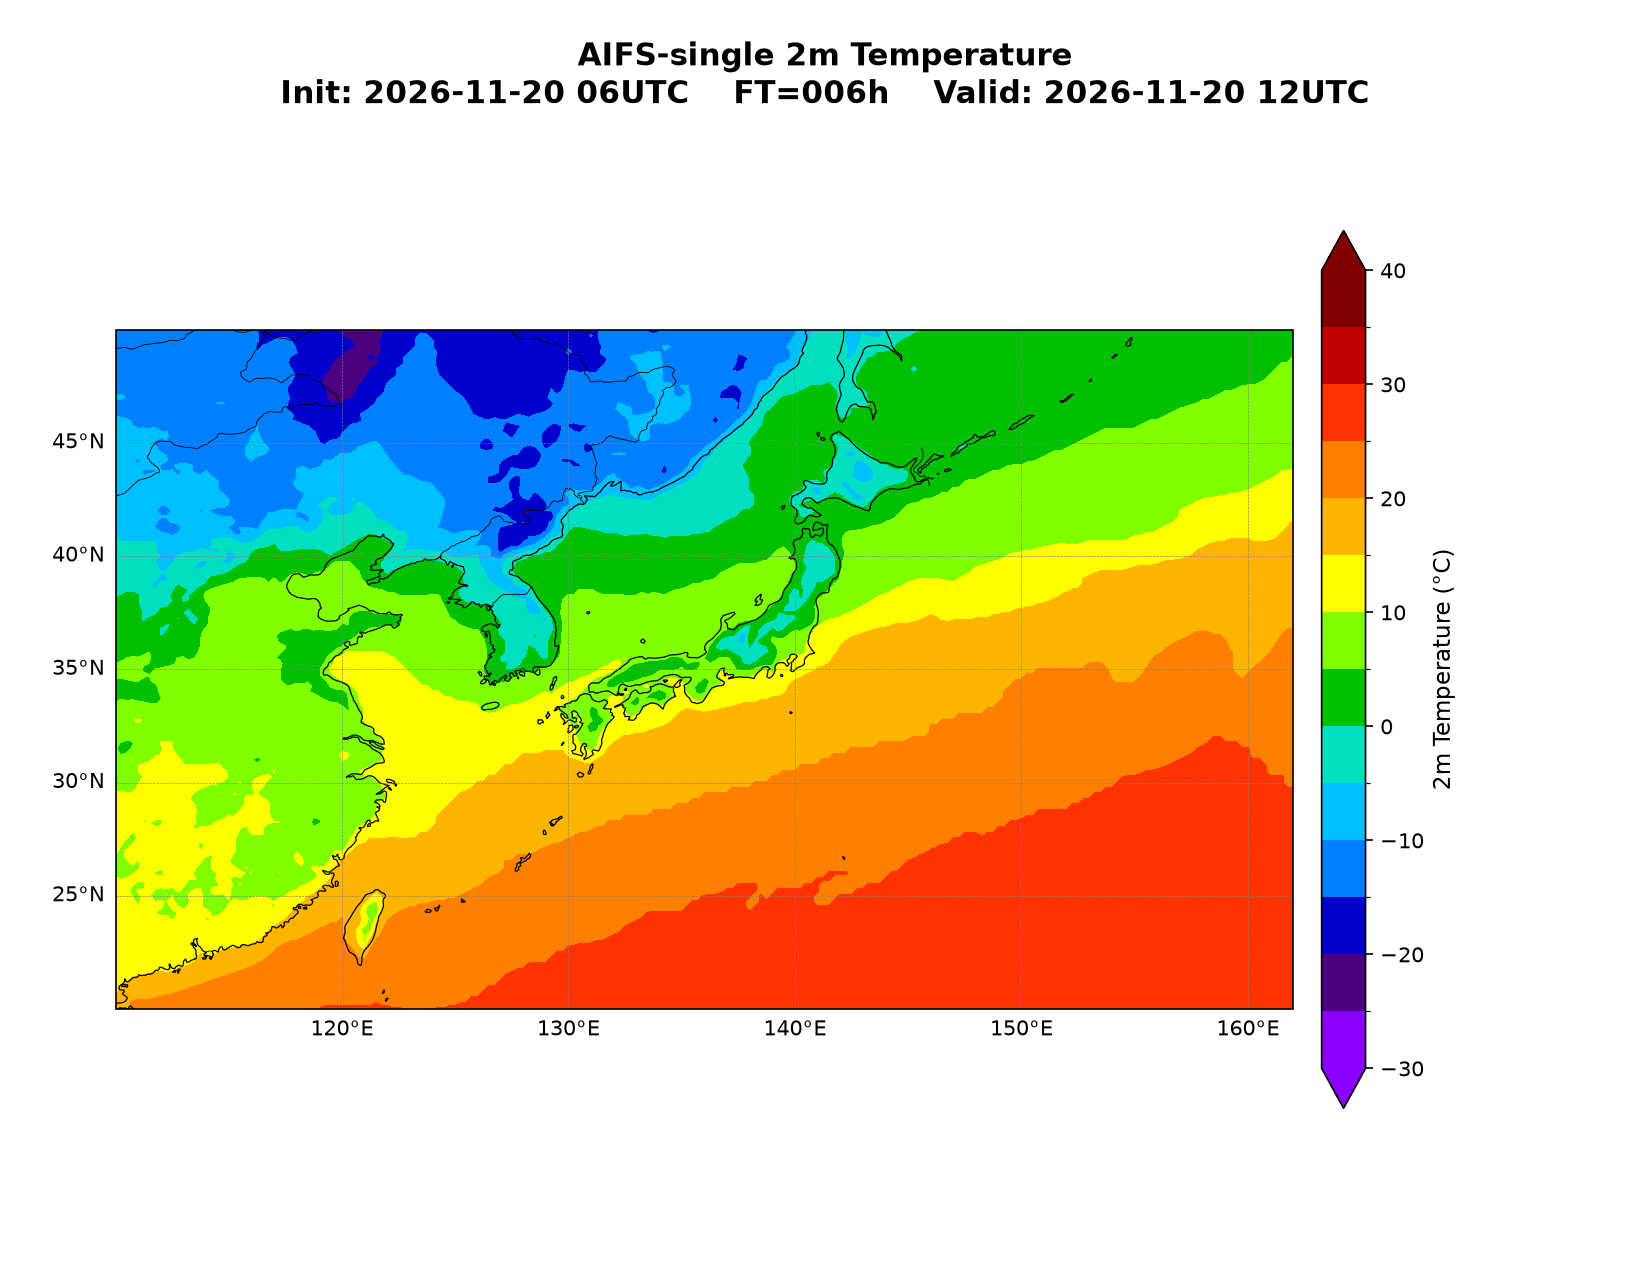 AIFS-single 2m Temperature
Init: 2026-11-20 06UTC    FT=006h    Valid: 2026-11-20 12UTC
45°N
40°N
35°N
30°N
25°N
120°E
130°E
140°E
150°E
160°E
40
30
20
10
0
−10
−20
−30
2m Temperature (°C)